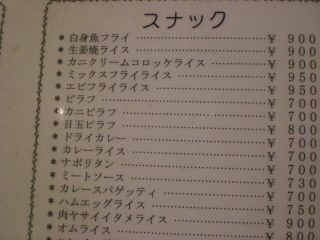 スナック
* 自身魚フライ ……………… ¥ 900
* 生姜焼ライス ……………… ¥ 900
* カニクリームコロッケライス ……………… ¥ 900
* ミックスフライライス ……………… ¥ 950
* エビフライライス ……………… ¥ 950
* ピラフ ……………… ¥ 700
* カニピラフ ……………… ¥ 700
* 目玉ピラフ ……………… ¥ 800
* ドライカレー ……………… ¥ 700
* カレーライス ……………… ¥ 700
* ナポリタン ……………… ¥ 700
* ミートソース ……………… ¥ 730
* カレースパゲッティ ……………… ¥ 700
* ハムエッグライス ……………… ¥ 750
* 肉ヤサイイタメライス ……………… ¥ 900
* オムライス ……………… ¥ 800